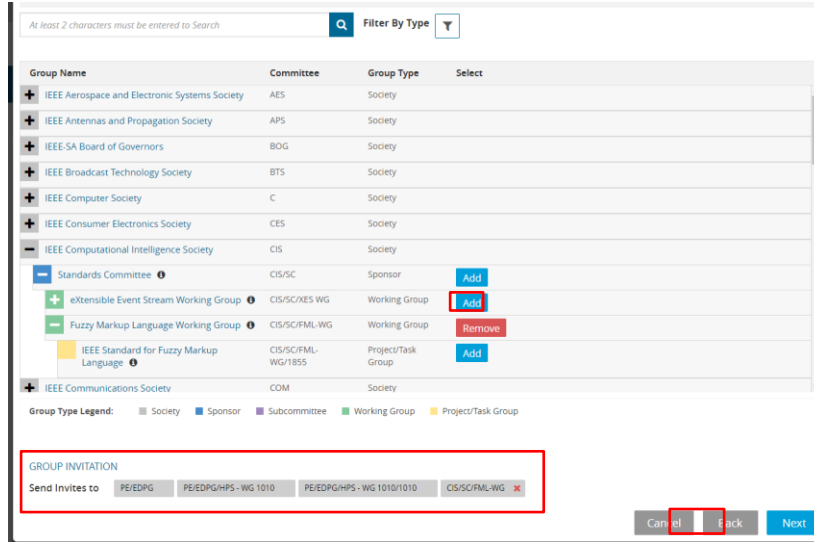 At least 2 characters must be entered to Search Filter By Type
Group Name Committee Group Type Select
IEEE Aerospace and Electronic Systems Society AES Society
IEEE Antennas and Propagation Society APS Society
IEEE-SA Board of Governors BOG Society
IEEE Broadcast Technology Society BTS Society
IEEE Computer Society C Society
IEEE Consumer Electronics Society CES Society
IEEE Computational Intelligence Society CIS Society
Standards Committee CIS/SC Sponsor Add
eXtensible Event Stream Working Group CIS/SC/XES WG Working Group Add
Fuzzy Markup Language Working Group CIS/SC/FML-WG Working Group Remove
IEEE Standard for Fuzzy Markup CIS/SC/FML- Project/Task Add
Language WG/1855 Group
IEEE Communications Society COM Society
Group Type Legend: Society Sponsor Subcommittee Working Group Project/Task Group
GROUP INVITATION
Send Invites to PE/EDPG PE/EDPG/HPS - WG 1010 PE/EDPG/HPS - WG 1010/1010 CIS/SC/FML-WG
Cancel Back Next